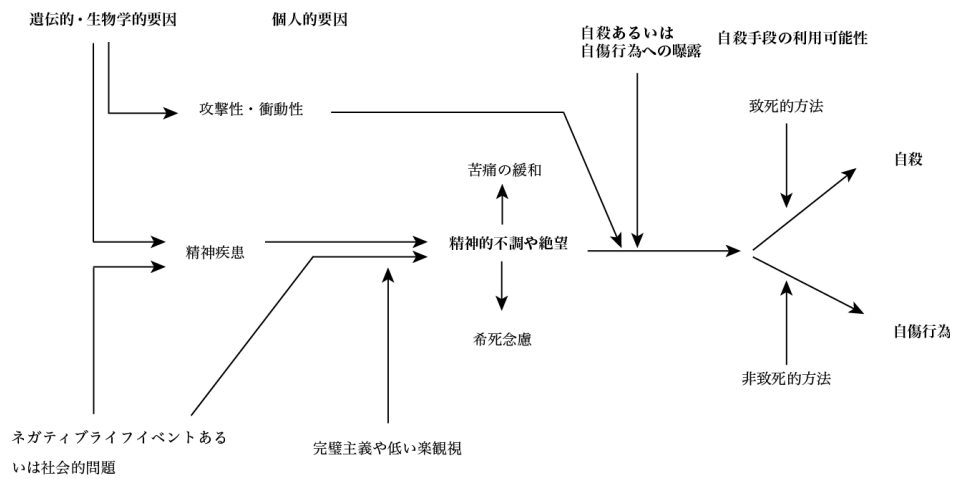 遺伝的・生物学的要因
個人的要因
自殺あるいは
自傷行為への曝露
自殺手段の利用可能性
攻撃性・衝動性
致死的方法
自殺
苦痛の緩和
精神的不調や絶望
精神疾患
希死念慮
自傷行為
非致死的方法
ネガティブライフイベントある
いは社会的問題
完璧主義や低い楽観視